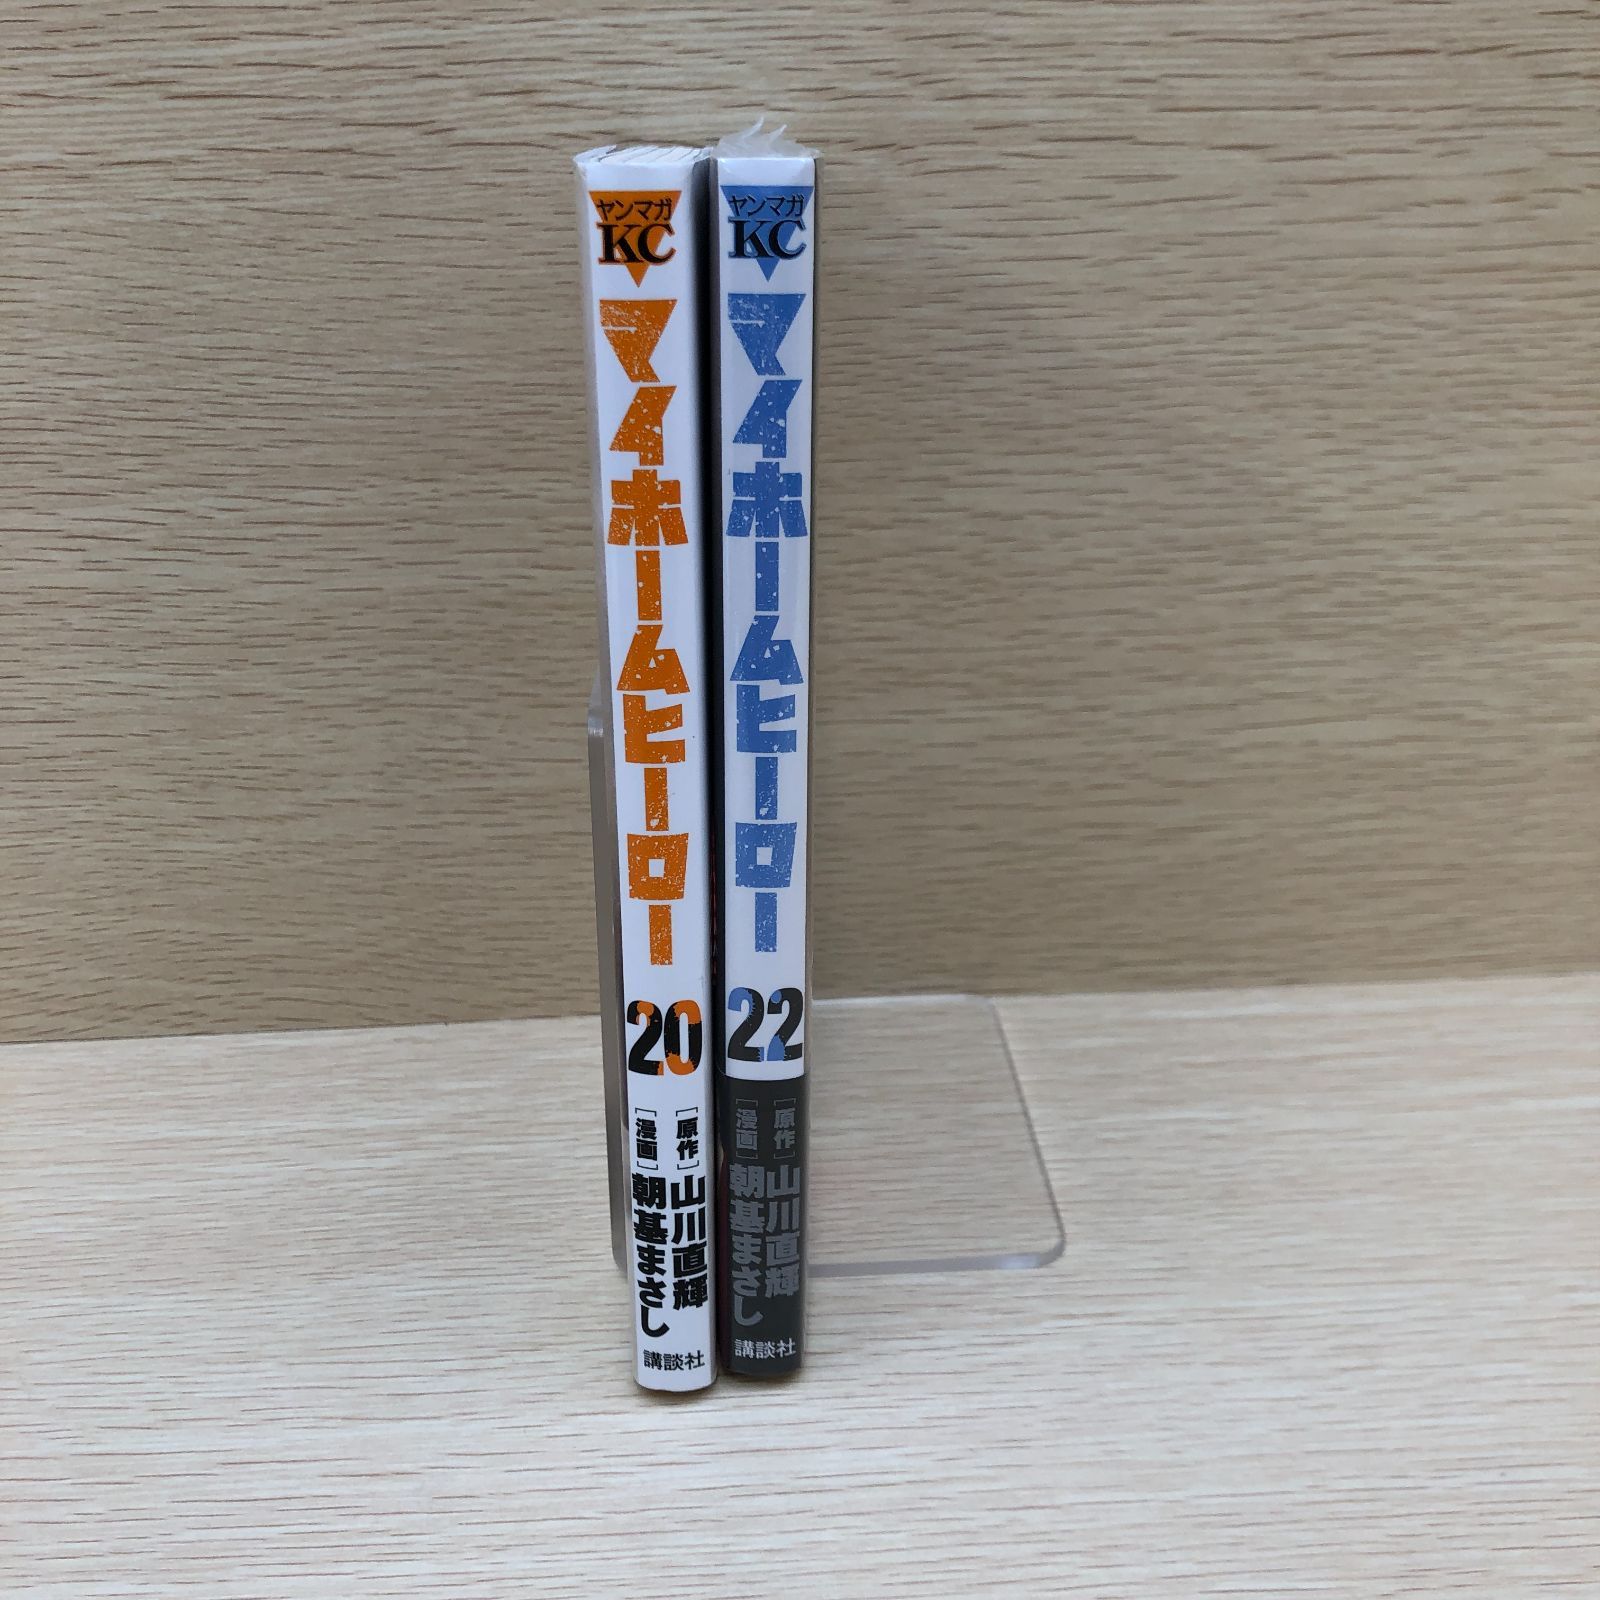 ヤンマガ
KC
マイホームヒーロー
20
[原作]山川直輝
[漫画]朝基まさし
講談社
ヤンマガ
KC
マイホームヒーロー
22
[原作]山川直輝
[漫画]朝基まさし
講談社